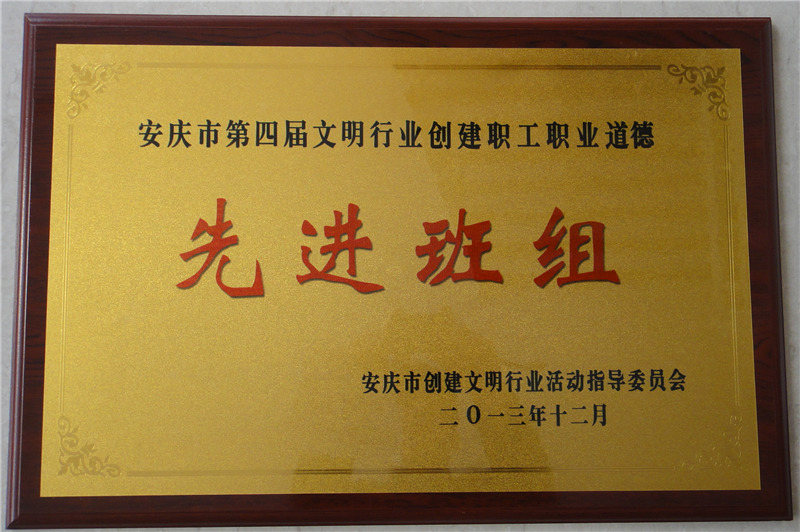 安庆市第四届文明行业创建职工职业道德
先进班组
安庆市创建文明行业活动指导委员会
二〇一三年十二月